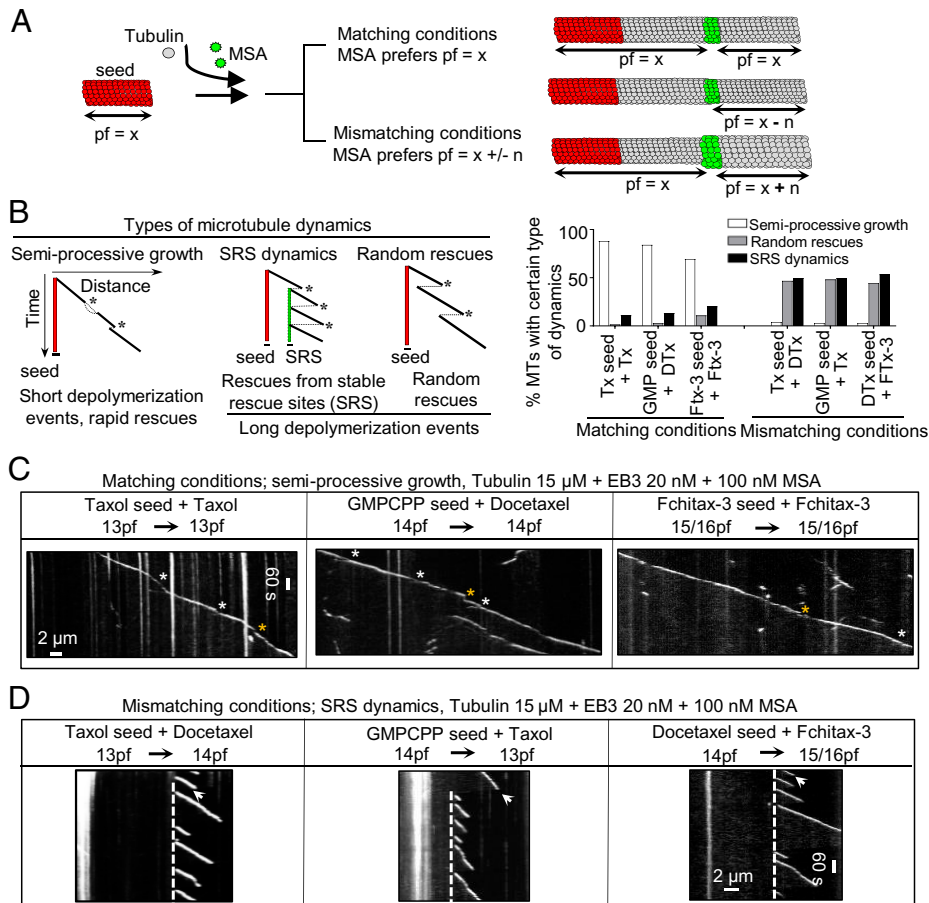 A
Tubulin
MSA
seed
pf = x
Matching conditions
MSA prefers pf = x
Mismatching conditions
MSA prefers pf = x +/- n
pf = x
pf = x
pf = x - n
pf = x
pf = x + n
B
Types of microtubule dynamics
Semi-processive growth
SRS dynamics
Random rescues
Distance
Time
*
*
*
*
*
seed
seed
SRS
seed
Short depolymerization
events, rapid rescues
Rescues from stable
rescue sites (SRS)
Random
rescues
Long depolymerization events
% MTs with certain type
of dynamics
100
50
0
Semi-processive growth
Random rescues
SRS dynamics
Tx seed
+ Tx
GMP seed
+ DTx
Ftx-3 seed
+ Ftx-3
Tx seed
+ DTx
GMP seed
+ Tx
DTx seed
+ FTx-3
Matching conditions
Mismatching conditions
C
Matching conditions; semi-processive growth, Tubulin 15 µM + EB3 20 nM + 100 nM MSA
Taxol seed + Taxol
13pf → 13pf
GMPCPP seed + Docetaxel
14pf → 14pf
Fchitax-3 seed + Fchitax-3
15/16pf → 15/16pf
*
*
*
60 s
2 µm
*
*
*
*
*
*
D
Mismatching conditions; SRS dynamics, Tubulin 15 µM + EB3 20 nM + 100 nM MSA
Taxol seed + Docetaxel
13pf → 14pf
GMPCPP seed + Taxol
14pf → 13pf
Docetaxel seed + Fchitax-3
14pf → 15/16pf
2 µm
60 s